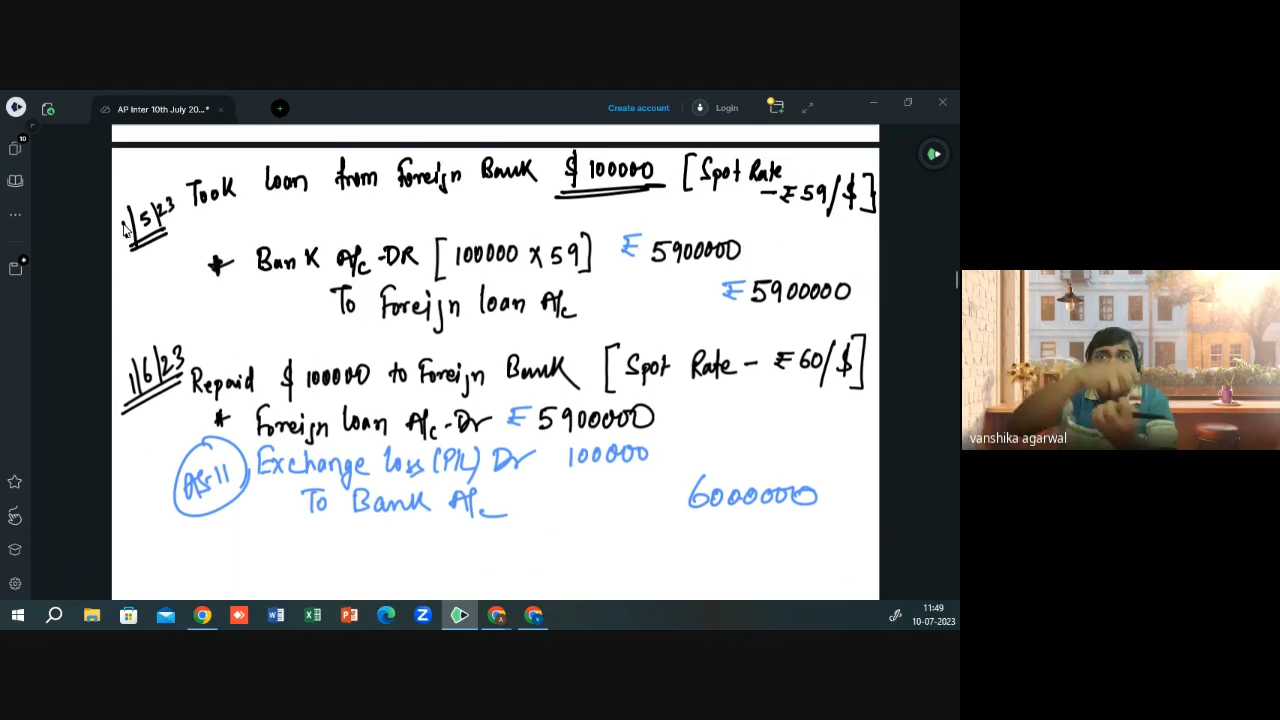 AP Inter 10th July 20...*
Create account
Login
10
Took loan from Foreign Bank $ 100000 [Spot Rate
– ₹ 59/$]
1/5/23
* Bank A/c -DR [100000 x 59] ₹ 5900000
To Foreign loan A/c ₹ 5900000
1/6/23 Repaid $ 100000 to Foreign Bank [Spot Rate – ₹ 60/$]
* Foreign loan A/c -Dr ₹ 5900000
AS 11 Exchange loss (P/L) Dr 100000
To Bank A/c 6000000
vanshika agarwal
11:49
10-07-2023